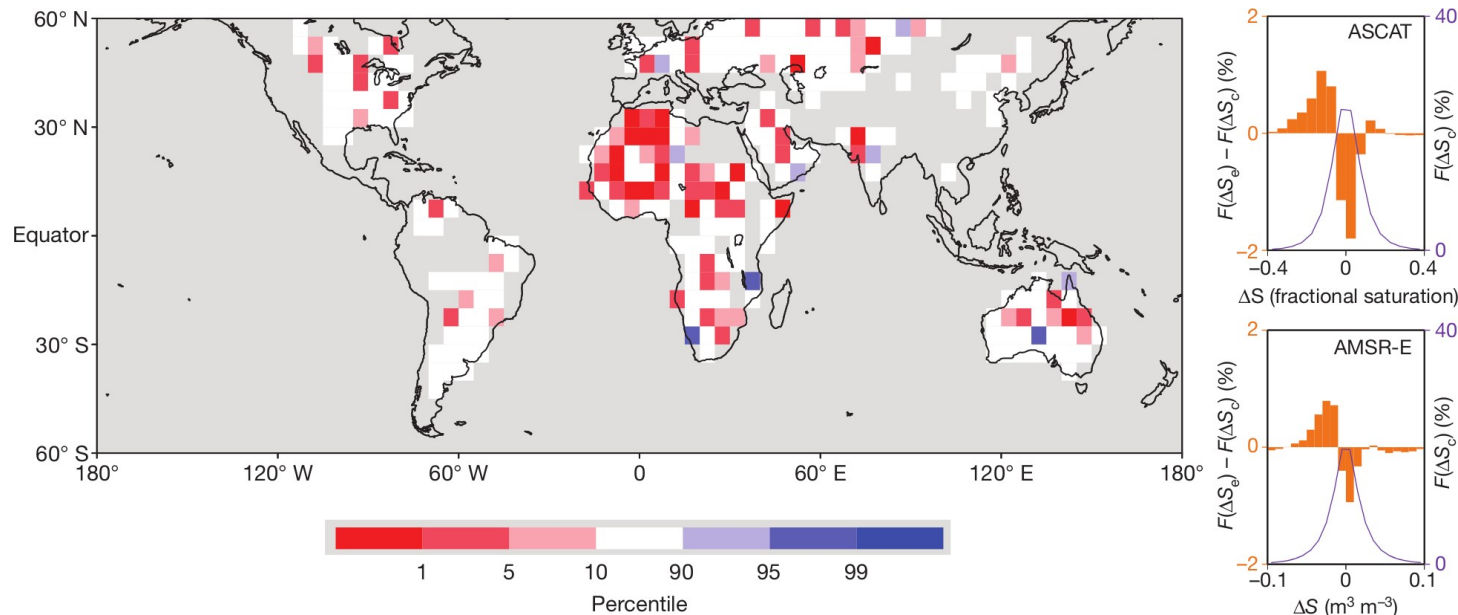 60° N
30° N
Equator
30° S
60° S
180°
120° W
60° W
0
60° E
120° E
180°
1
5
10
90
95
99
Percentile
ASCAT
2
0
−2
40
0
F(ΔSe) − F(ΔSc) (%)
F(ΔSc) (%)
−0.4
0
0.4
ΔS (fractional saturation)
AMSR-E
2
0
−2
40
0
F(ΔSe) − F(ΔSc) (%)
F(ΔSc) (%)
−0.1
0
0.1
ΔS (m³ m⁻³)